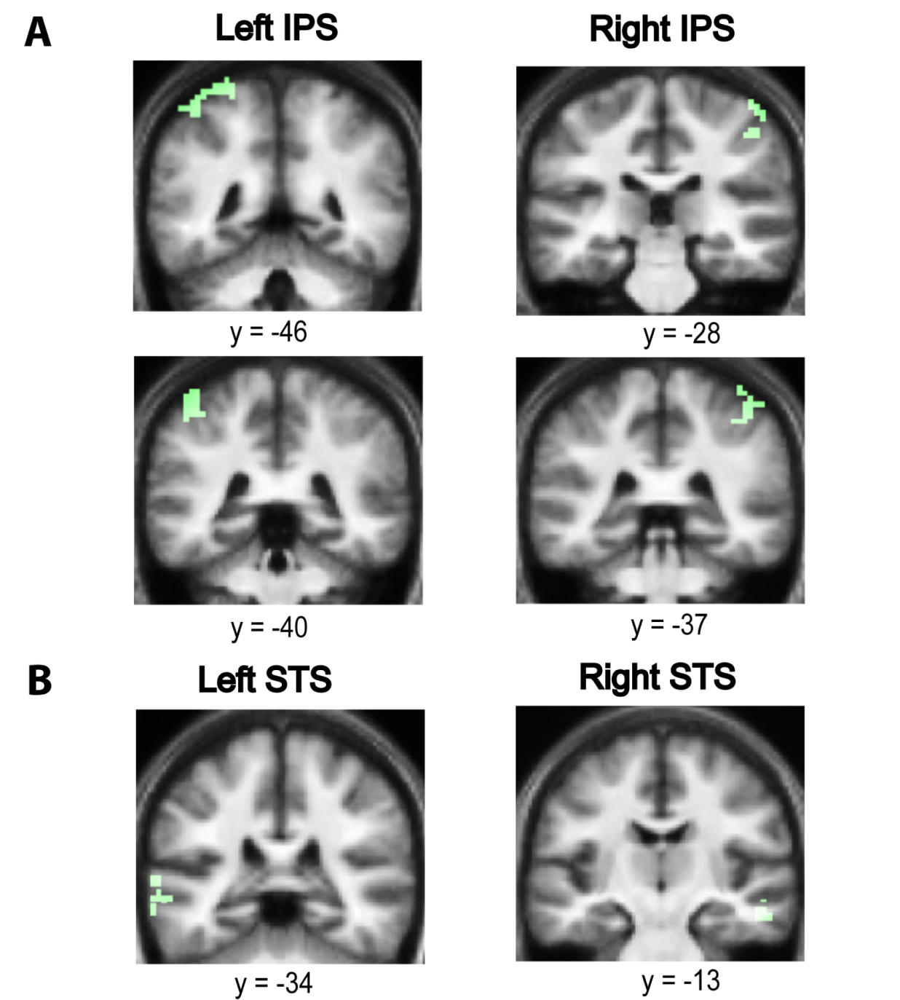 A
Left IPS
Right IPS
y = -46
y = -28
y = -40
y = -37
B
Left STS
Right STS
y = -34
y = -13